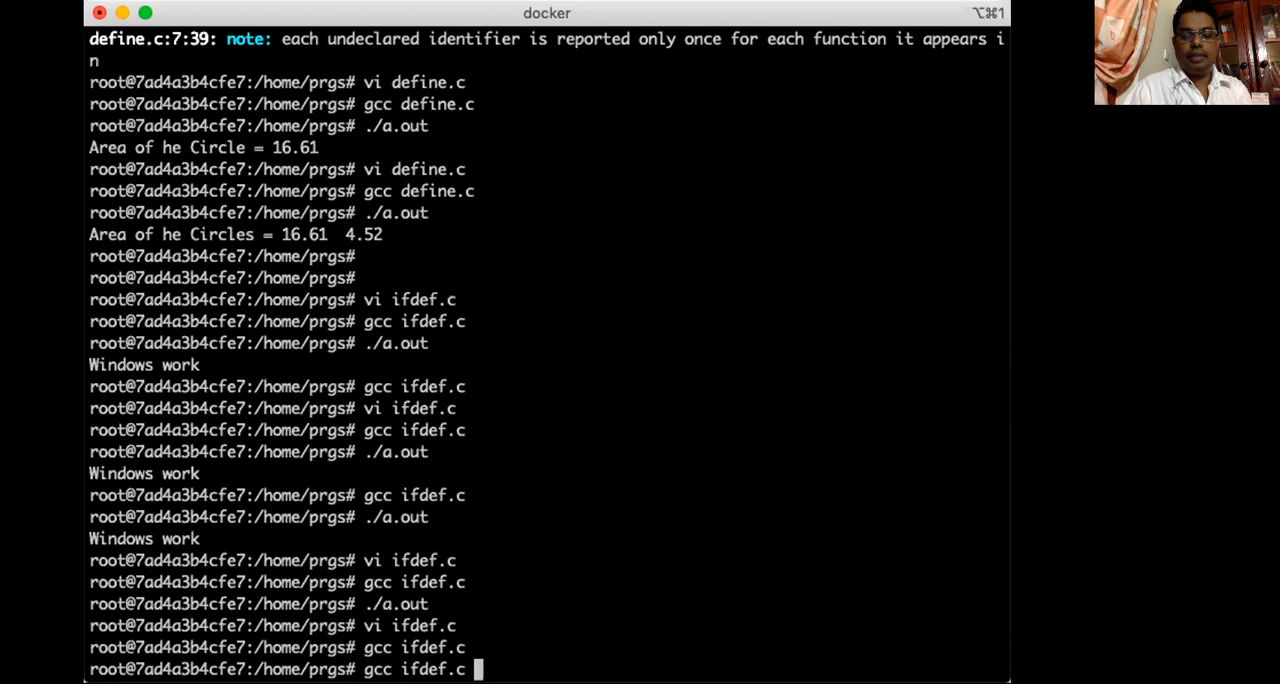 docker
⌥⌘1
define.c:7:39: note: each undeclared identifier is reported only once for each function it appears i
n
root@7ad4a3b4cfe7:/home/prgs# vi define.c
root@7ad4a3b4cfe7:/home/prgs# gcc define.c
root@7ad4a3b4cfe7:/home/prgs# ./a.out
Area of he Circle = 16.61
root@7ad4a3b4cfe7:/home/prgs# vi define.c
root@7ad4a3b4cfe7:/home/prgs# gcc define.c
root@7ad4a3b4cfe7:/home/prgs# ./a.out
Area of he Circles = 16.61  4.52
root@7ad4a3b4cfe7:/home/prgs#
root@7ad4a3b4cfe7:/home/prgs#
root@7ad4a3b4cfe7:/home/prgs# vi ifdef.c
root@7ad4a3b4cfe7:/home/prgs# gcc ifdef.c
root@7ad4a3b4cfe7:/home/prgs# ./a.out
Windows work
root@7ad4a3b4cfe7:/home/prgs# gcc ifdef.c
root@7ad4a3b4cfe7:/home/prgs# vi ifdef.c
root@7ad4a3b4cfe7:/home/prgs# gcc ifdef.c
root@7ad4a3b4cfe7:/home/prgs# ./a.out
Windows work
root@7ad4a3b4cfe7:/home/prgs# gcc ifdef.c
root@7ad4a3b4cfe7:/home/prgs# ./a.out
Windows work
root@7ad4a3b4cfe7:/home/prgs# vi ifdef.c
root@7ad4a3b4cfe7:/home/prgs# gcc ifdef.c
root@7ad4a3b4cfe7:/home/prgs# ./a.out
root@7ad4a3b4cfe7:/home/prgs# vi ifdef.c
root@7ad4a3b4cfe7:/home/prgs# gcc ifdef.c
root@7ad4a3b4cfe7:/home/prgs# gcc ifdef.c